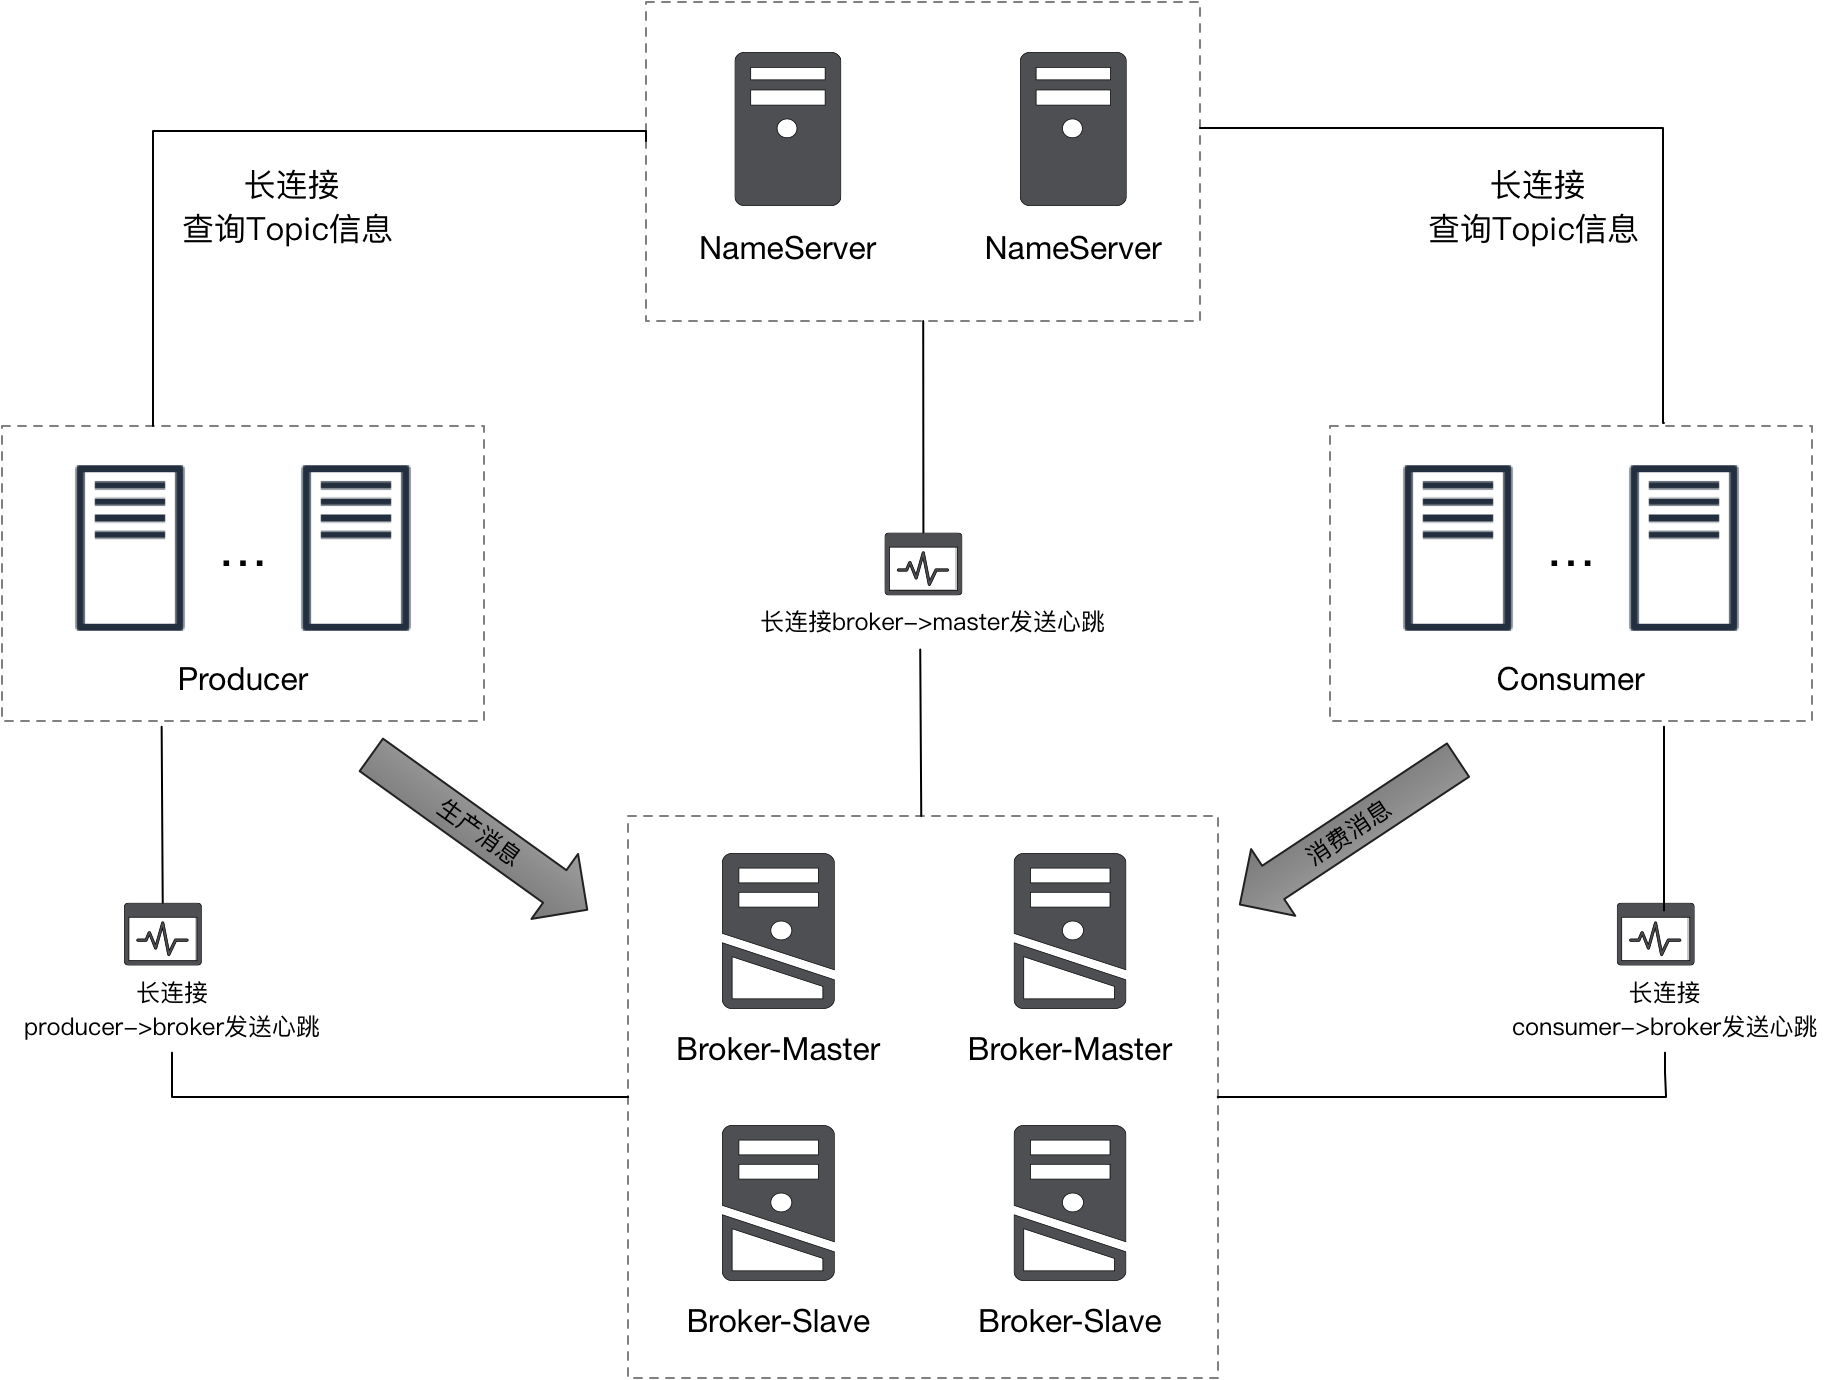 长连接
查询Topic信息
NameServer
NameServer
长连接
查询Topic信息
...
Producer
长连接broker->master发送心跳
...
Consumer
生产消息
消费消息
长连接
producer->broker发送心跳
长连接
consumer->broker发送心跳
Broker-Master
Broker-Master
Broker-Slave
Broker-Slave